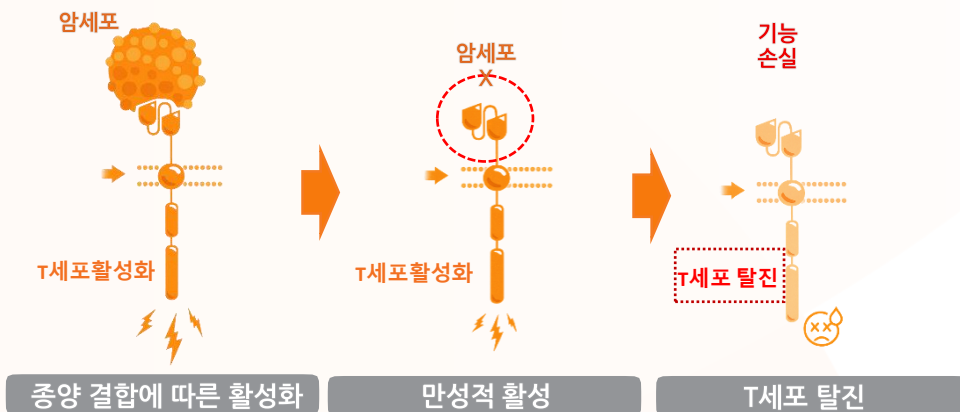 암세포
T세포활성화
종양 결합에 따른 활성화
암세포
X
T세포활성화
만성적 활성
기능
손실
T세포 탈진
T세포 탈진